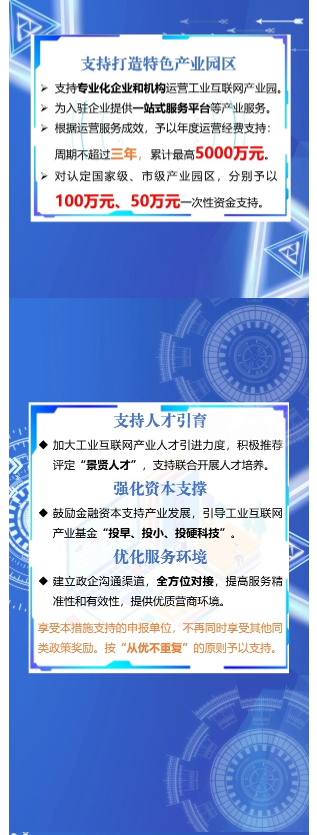 支持打造特色产业园区
➢ 支持专业化企业和机构运营工业互联网产业园。
➢ 为入驻企业提供一站式服务平台等产业服务。
➢ 根据运营服务成效，予以年度运营经费支持：
周期不超过三年，累计最高5000万元。
➢ 对认定国家级、市级产业园区，分别予以
100万元、50万元一次性资金支持。
支持人才引育
◆ 加大工业互联网产业人才引进力度，积极推荐
评定“景贤人才”，支持联合开展人才培养。
强化资本支撑
◆ 鼓励金融资本支持产业发展，引导工业互联网
产业基金“投早、投小、投硬科技”。
优化服务环境
◆ 建立政企沟通渠道，全方位对接，提高服务精
准性和有效性，提供优质营商环境。
享受本措施支持的申报单位，不再同时享受其他同
类政策奖励。按“从优不重复”的原则予以支持。